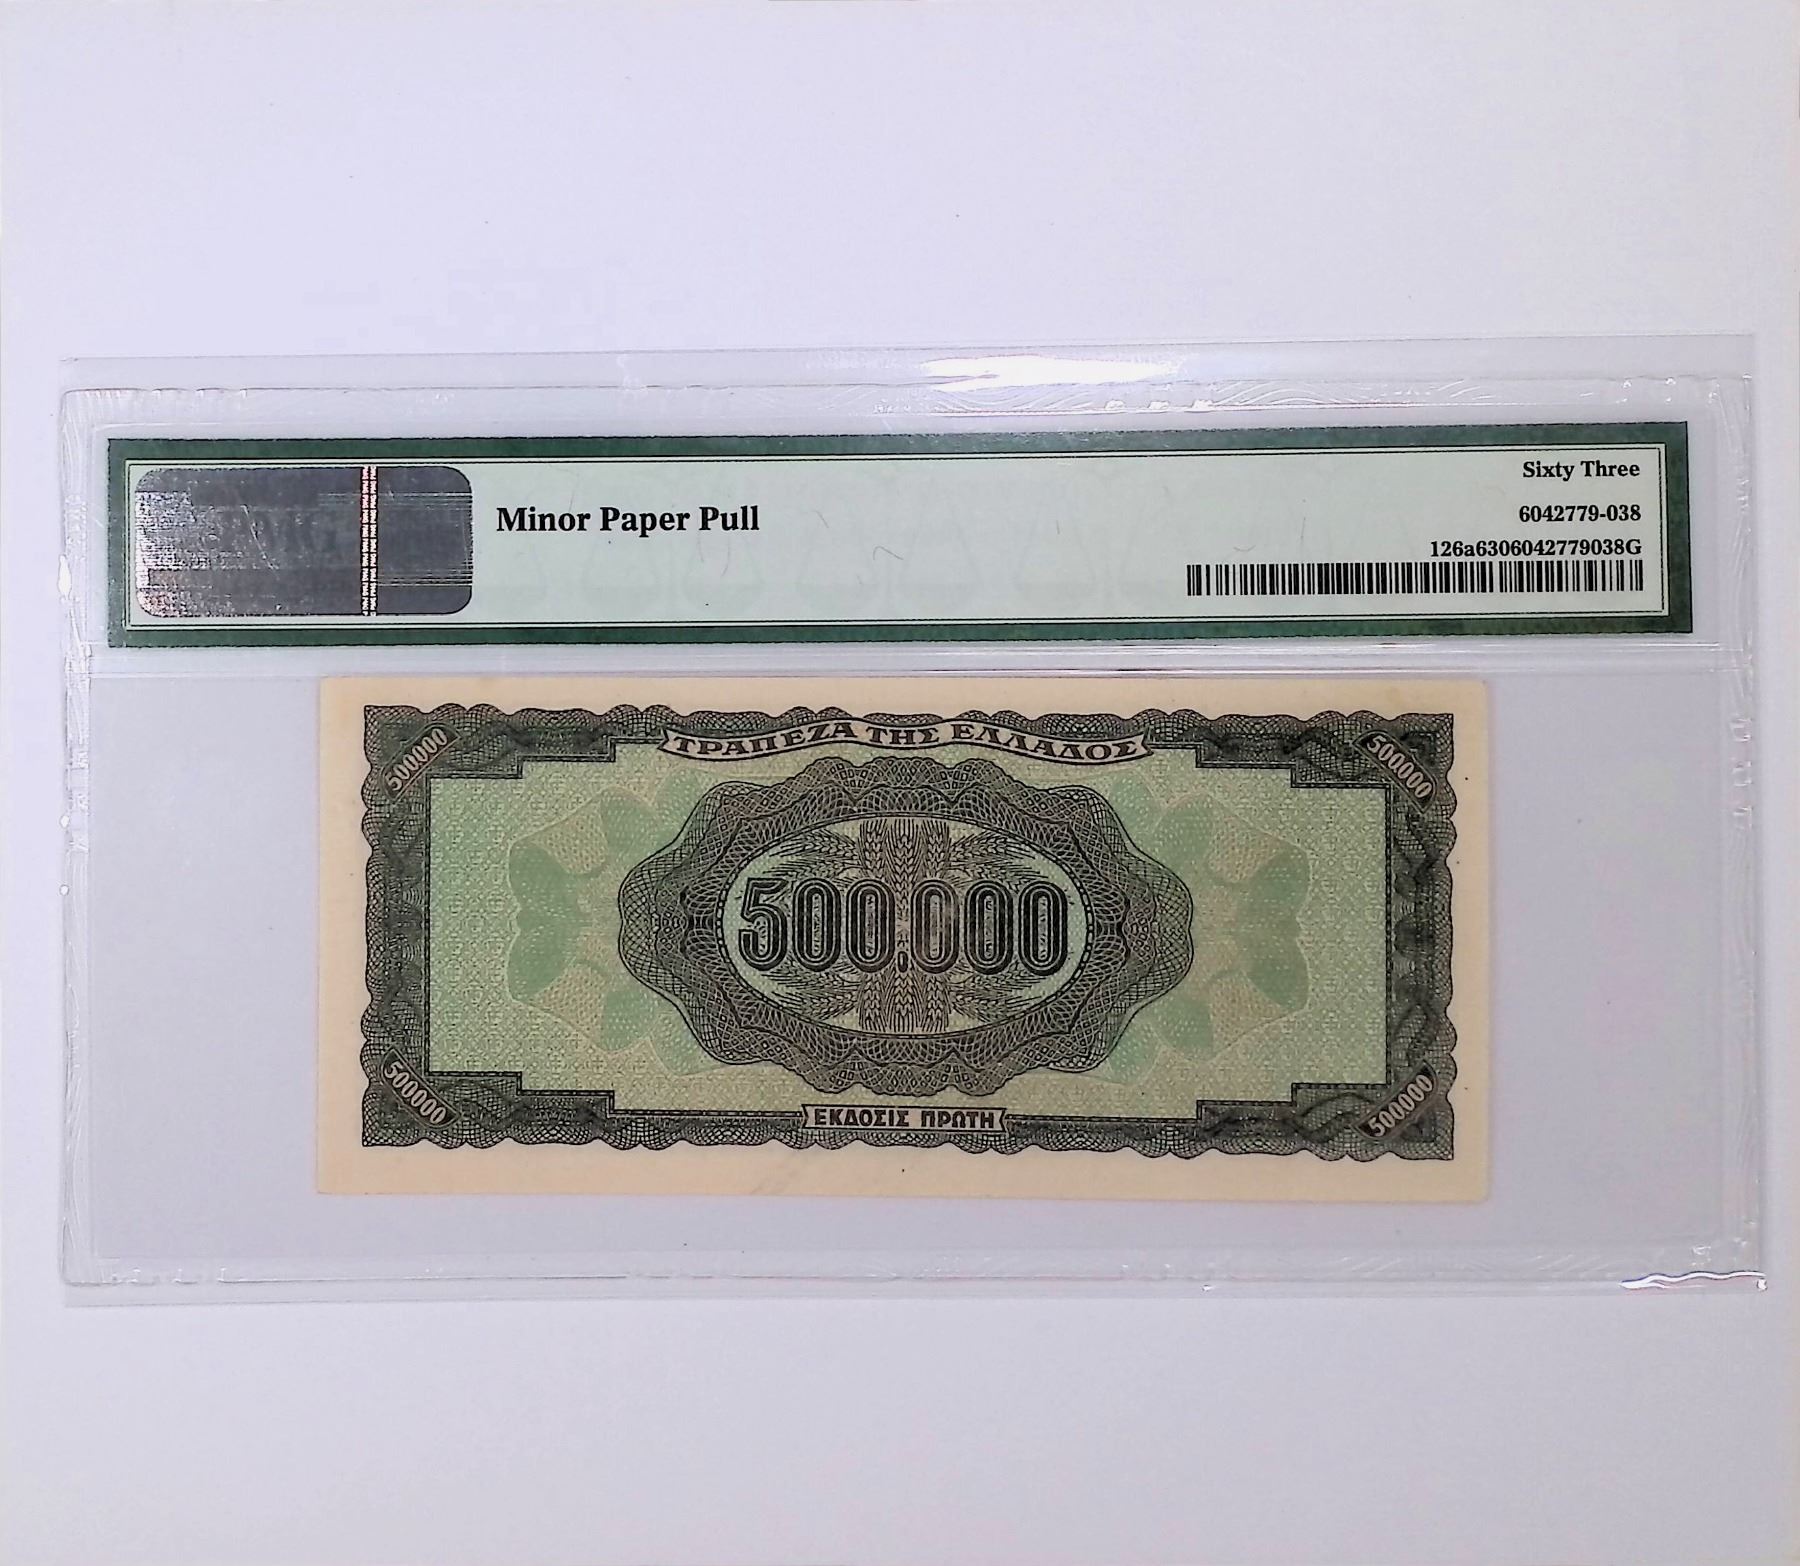 Sixty Three
Minor Paper Pull
6042779-038
126a6306042779038G
ΤΡΑΠΕΖΑ ΤΗΣ ΕΛΛΑΔΟΣ
500000
500000
500.000
500000
500000
ΕΚΔΟΣΙΣ ΠΡΩΤΗ